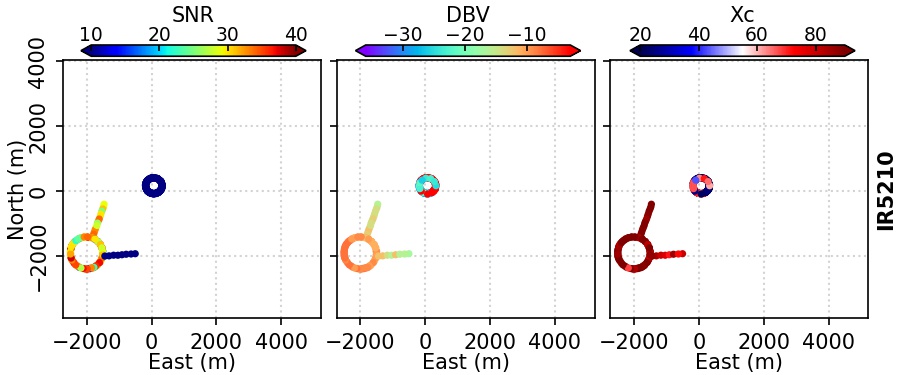 SNR DBV Xc
10 20 30 40 −30 −20 −10 20 40 60 80
4000
2000
0
−2000
North (m)
IR5210
−2000 0 2000 4000 −2000 0 2000 4000 −2000 0 2000 4000
East (m) East (m) East (m)